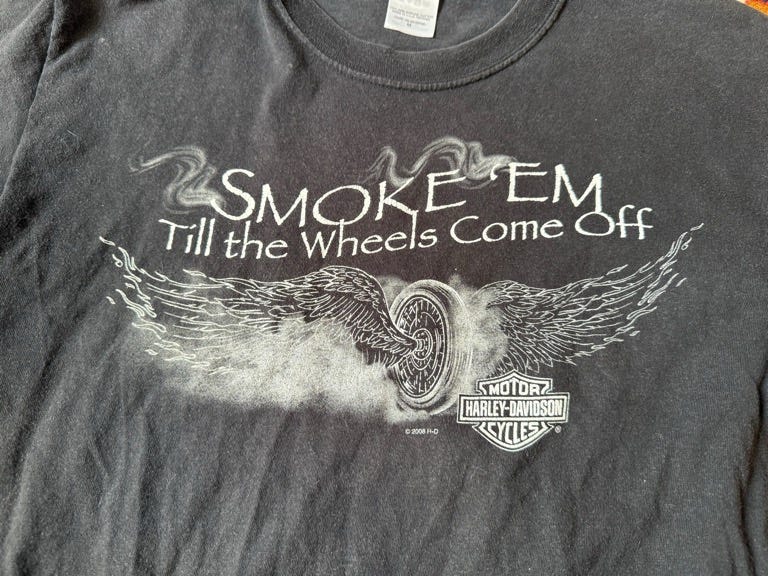 SMOKE 'EM
Till the Wheels Come Off
MOTOR
HARLEY-DAVIDSON
CYCLES ®
© 2008 H-D